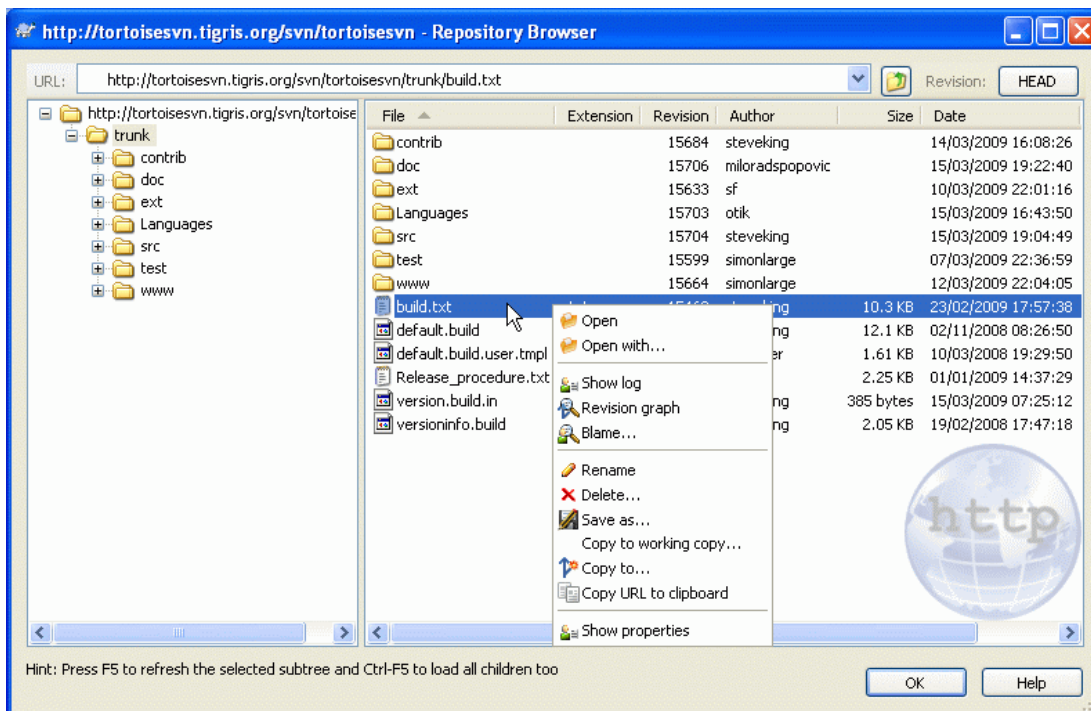 http://tortoisesvn.tigris.org/svn/tortoisesvn - Repository Browser
URL: http://tortoisesvn.tigris.org/svn/tortoisesvn/trunk/build.txt Revision: HEAD
http://tortoisesvn.tigris.org/svn/tortoise
trunk
contrib
doc
ext
Languages
src
test
www
File Extension Revision Author Size Date
contrib 15684 steveking 14/03/2009 16:08:26
doc 15706 miloradspopovic 15/03/2009 19:22:40
ext 15633 sf 10/03/2009 22:01:16
Languages 15703 otik 15/03/2009 16:43:50
src 15704 steveking 15/03/2009 19:04:49
test 15599 simonlarge 07/03/2009 22:36:59
www 15664 simonlarge 12/03/2009 22:04:05
build.txt ng 10.3 KB 23/02/2009 17:57:38
default.build ng 12.1 KB 02/11/2008 08:26:50
default.build.user.tmpl er 1.61 KB 10/03/2008 19:29:50
Release_procedure.txt 2.25 KB 01/01/2009 14:37:29
version.build.in ng 385 bytes 15/03/2009 07:25:12
versioninfo.build ng 2.05 KB 19/02/2008 17:47:18
Open
Open with...
Show log
Revision graph
Blame...
Rename
Delete...
Save as...
Copy to working copy...
Copy to...
Copy URL to clipboard
Show properties
http
Hint: Press F5 to refresh the selected subtree and Ctrl-F5 to load all children too
OK Help